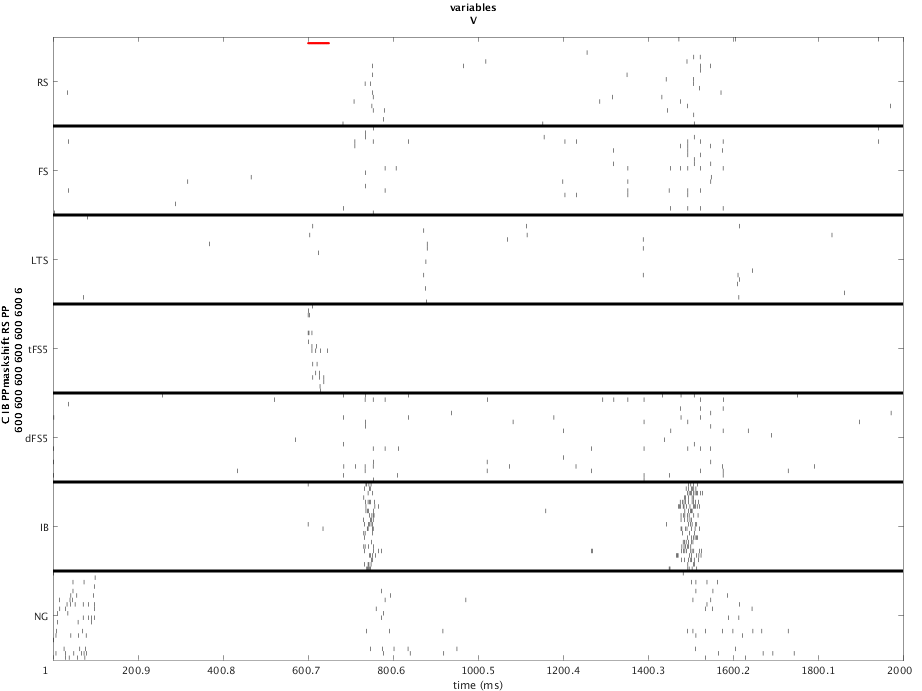 variables
V
RS
FS
LTS
tFS5
dFS5
IB
NG
C IB PPmaskshift RS PP
600 600 600 600 600 600 6
1
200.9
400.8
600.7
800.6
1000.5
1200.4
1400.3
1600.2
1800.1
2000
time (ms)